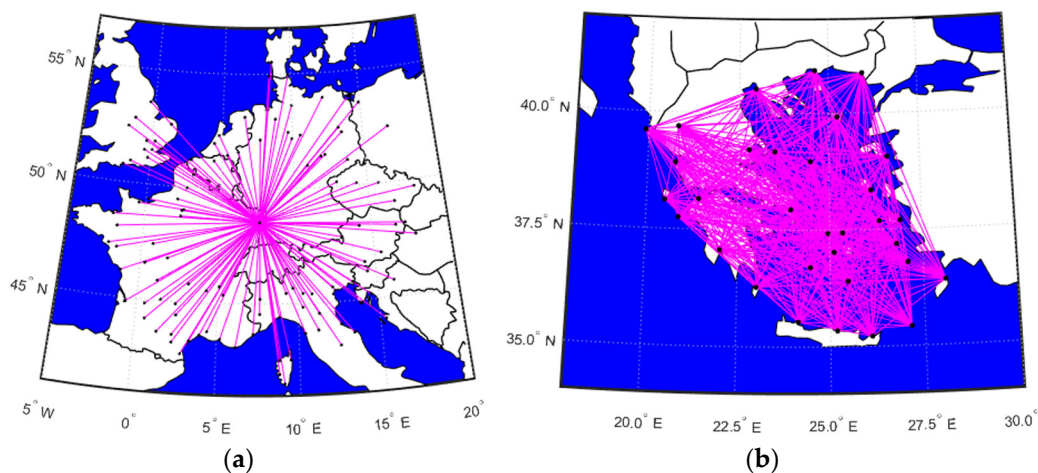 55° N
50° N
45° N
5° W
0°
5° E
10° E
15° E
20°
(a)
40.0° N
37.5° N
35.0° N
20.0° E
22.5° E
25.0° E
27.5° E
30.0°
(b)